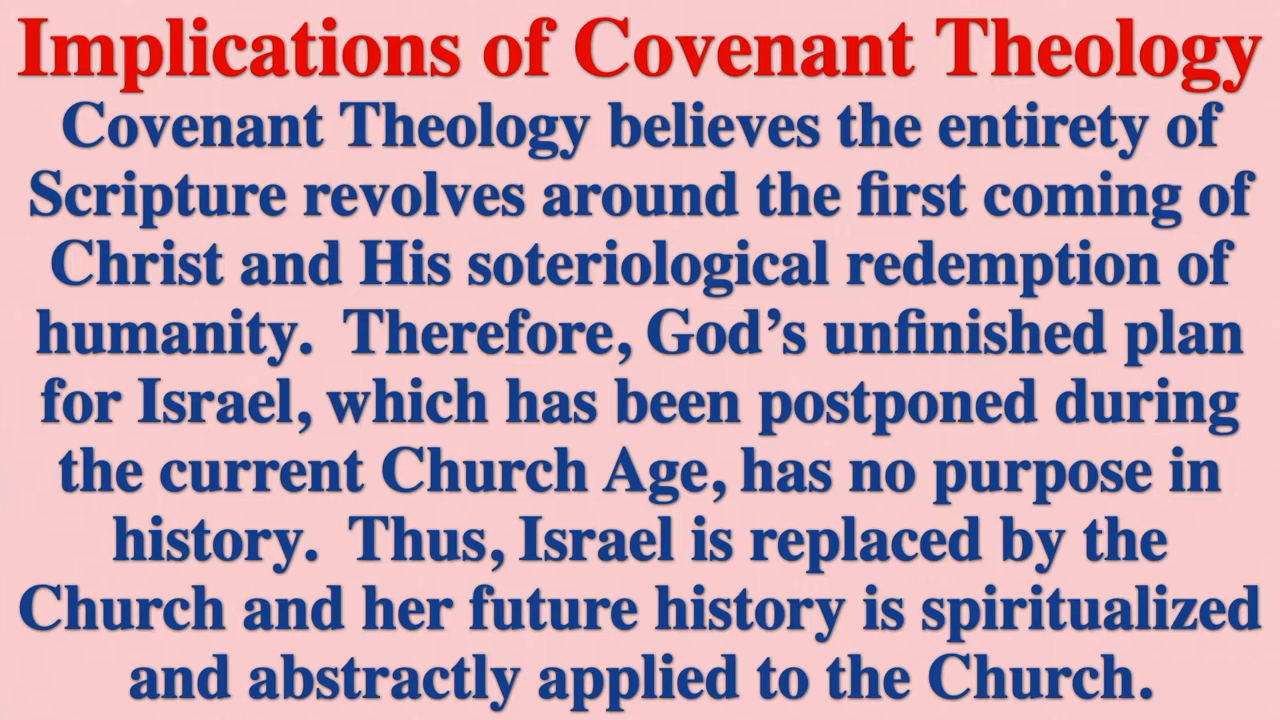 Implications of Covenant Theology
Covenant Theology believes the entirety of
Scripture revolves around the first coming of
Christ and His soteriological redemption of
humanity.  Therefore, God’s unfinished plan
for Israel, which has been postponed during
the current Church Age, has no purpose in
history.  Thus, Israel is replaced by the
Church and her future history is spiritualized
and abstractly applied to the Church.